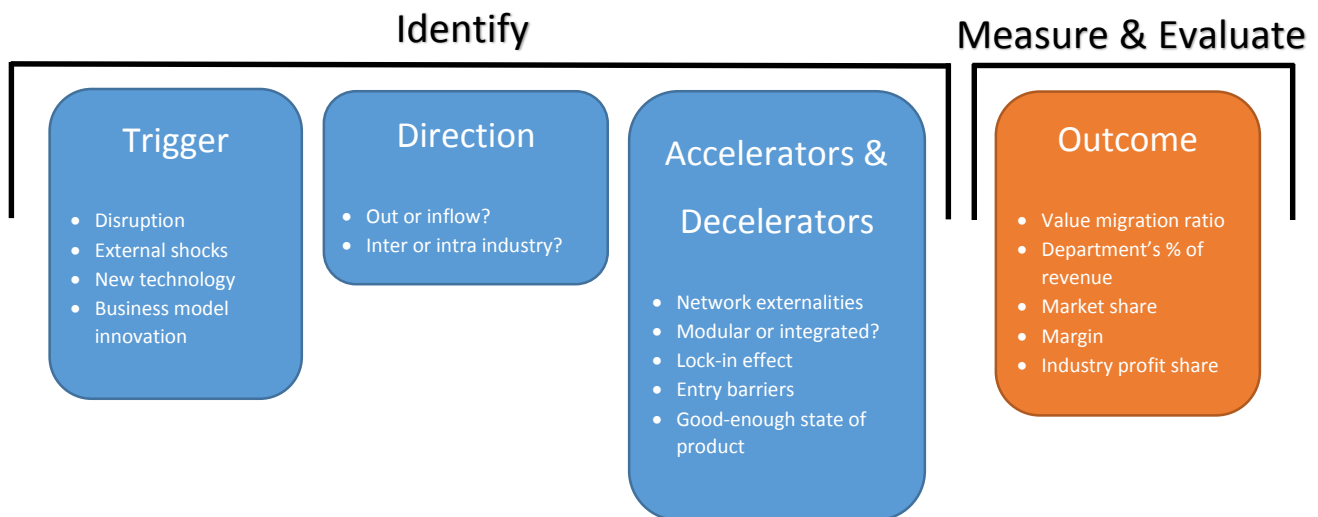 Identify
Measure & Evaluate
Trigger
• Disruption
• External shocks
• New technology
• Business model
innovation
Direction
• Out or inflow?
• Inter or intra industry?
Accelerators &
Decelerators
• Network externalities
• Modular or integrated?
• Lock-in effect
• Entry barriers
• Good-enough state of
product
Outcome
• Value migration ratio
• Department’s % of
revenue
• Market share
• Margin
• Industry profit share